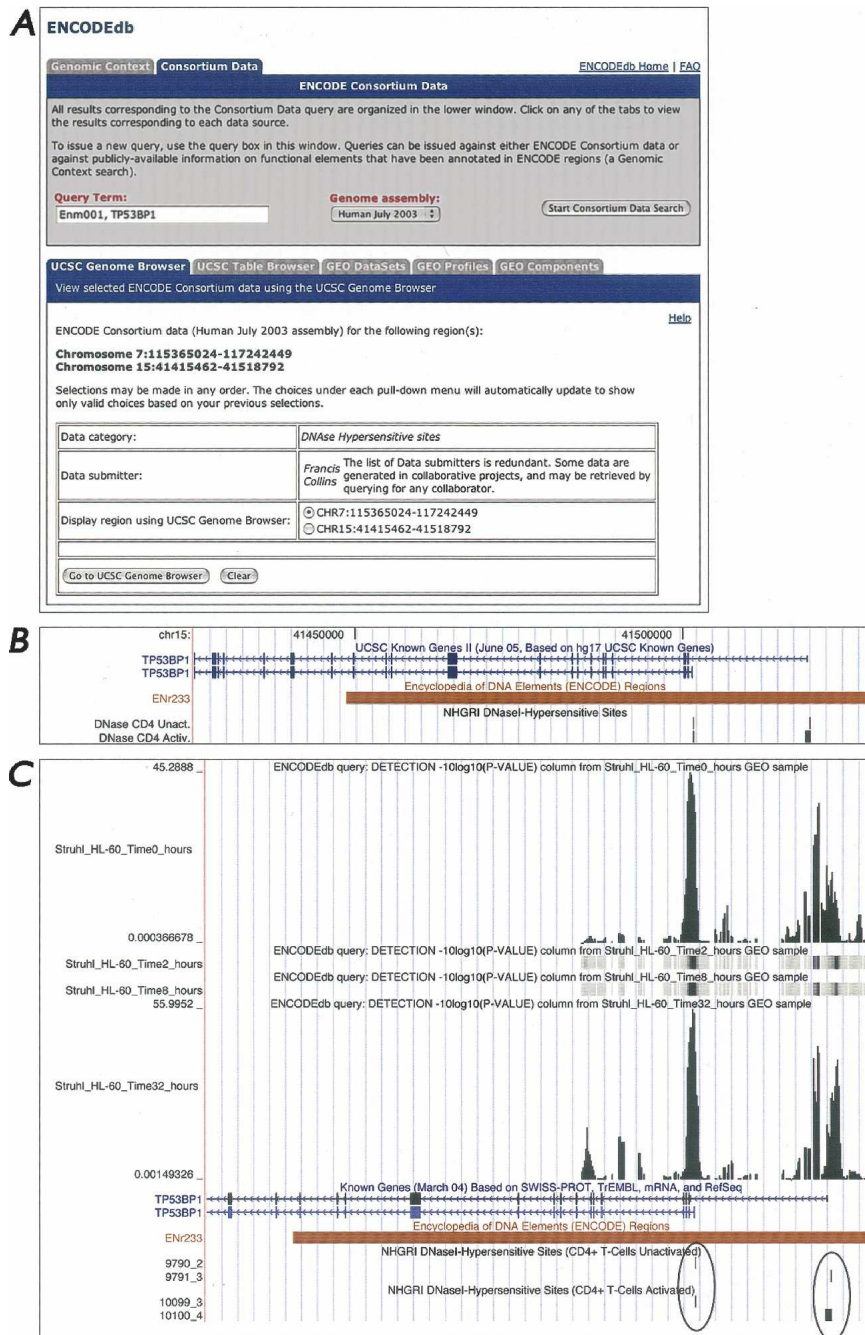 A
ENCODEdb
Genomic Context Consortium Data
ENCODEdb Home | FAQ
ENCODE Consortium Data
All results corresponding to the Consortium Data query are organized in the lower window. Click on any of the tabs to view
the results corresponding to each data source.
To issue a new query, use the query box in this window. Queries can be issued against either ENCODE Consortium data or
against publicly-available information on functional elements that have been annotated in ENCODE regions (a Genomic
Context search).
Query Term:
Genome assembly:
Enm001, TP53BP1
Human July 2003
Start Consortium Data Search
UCSC Genome Browser UCSC Table Browser GEO DataSets GEO Profiles GEO Components
View selected ENCODE Consortium data using the UCSC Genome Browser
Help
ENCODE Consortium data (Human July 2003 assembly) for the following region(s):
Chromosome 7:115365024-117242449
Chromosome 15:41415462-41518792
Selections may be made in any order. The choices under each pull-down menu will automatically update to show
only valid choices based on your previous selections.
Data category:
DNAse Hypersensitive sites
Data submitter:
Francis
Collins
The list of Data submitters is redundant. Some data are
generated in collaborative projects, and may be retrieved by
querying for any collaborator.
Display region using UCSC Genome Browser:
CHR7:115365024-117242449
CHR15:41415462-41518792
Go to UCSC Genome Browser Clear
B
chr15: 41450000 41500000
UCSC Known Genes II (June 05, Based on hg17 UCSC Known Genes)
TP53BP1
TP53BP1
Encyclopedia of DNA Elements (ENCODE) Regions
ENr233
NHGRI DNaseI-Hypersensitive Sites
DNase CD4 Unact.
DNase CD4 Activ.
C
45.2888 _ ENCODEdb query: DETECTION -10log10(P-VALUE) column from Struhl_HL-60_Time0_hours GEO sample
Struhl_HL-60_Time0_hours
0.000366678 _
ENCODEdb query: DETECTION -10log10(P-VALUE) column from Struhl_HL-60_Time2_hours GEO sample
Struhl_HL-60_Time2_hours
ENCODEdb query: DETECTION -10log10(P-VALUE) column from Struhl_HL-60_Time8_hours GEO sample
Struhl_HL-60_Time8_hours
55.9952 _ ENCODEdb query: DETECTION -10log10(P-VALUE) column from Struhl_HL-60_Time32_hours GEO sample
Struhl_HL-60_Time32_hours
0.00149326 _
Known Genes (March 04) Based on SWISS-PROT, TrEMBL, mRNA, and RefSeq
TP53BP1
TP53BP1
Encyclopedia of DNA Elements (ENCODE) Regions
ENr233
NHGRI DNaseI-Hypersensitive Sites (CD4+ T-Cells Unactivated)
9790_2
9791_3
NHGRI DNaseI-Hypersensitive Sites (CD4+ T-Cells Activated)
10099_3
10100_4